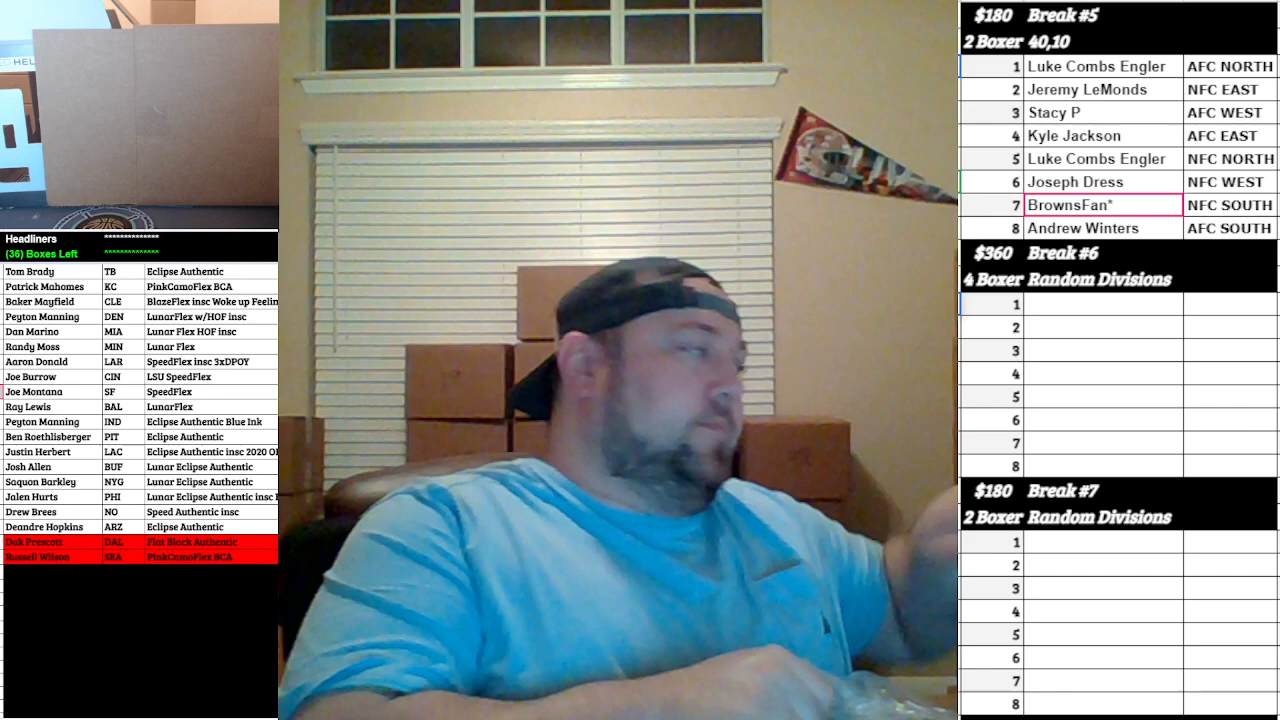 HEL
Headliners **************
(36) Boxes Left **************
Tom Brady TB Eclipse Authentic
Patrick Mahomes KC PinkCamoFlex BCA
Baker Mayfield CLE BlazeFlex insc Woke up Feelin
Peyton Manning DEN LunarFlex w/HOF insc
Dan Marino MIA Lunar Flex HOF insc
Randy Moss MIN Lunar Flex
Aaron Donald LAR SpeedFlex insc 3xDPOY
Joe Burrow CIN LSU SpeedFlex
Joe Montana SF SpeedFlex
Ray Lewis BAL LunarFlex
Peyton Manning IND Eclipse Authentic Blue Ink
Ben Roethlisberger PIT Eclipse Authentic
Justin Herbert LAC Eclipse Authentic insc 2020
Josh Allen BUF Lunar Eclipse Authentic
Saquon Barkley NYG Lunar Eclipse Authentic
Jalen Hurts PHI Lunar Eclipse Authentic insc
Drew Brees NO Speed Authentic insc
Deandre Hopkins ARZ Eclipse Authentic
Dak Prescott DAL Flat Black Authentic
Russell Wilson SEA PinkCamoFlex BCA
$180 Break #5
2 Boxer 40,10
1 Luke Combs Engler AFC NORTH
2 Jeremy LeMonds NFC EAST
3 Stacy P AFC WEST
4 Kyle Jackson AFC EAST
5 Luke Combs Engler NFC NORTH
6 Joseph Dress NFC WEST
7 BrownsFan* NFC SOUTH
8 Andrew Winters AFC SOUTH
$360 Break #6
4 Boxer Random Divisions
1
2
3
4
5
6
7
8
$180 Break #7
2 Boxer Random Divisions
1
2
3
4
5
6
7
8